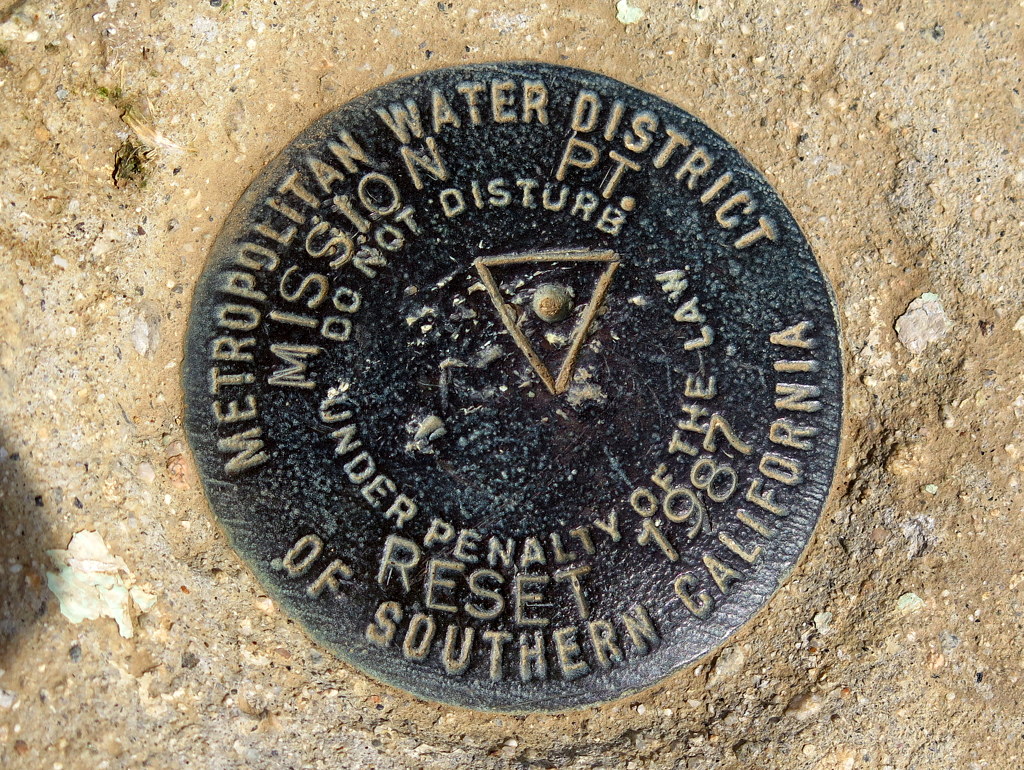 METROPOLITAN WATER DISTRICT
OF SOUTHERN CALIFORNIA
MISSION PT.
DO NOT DISTURB
UNDER PENALTY OF THE LAW
RESET 1987